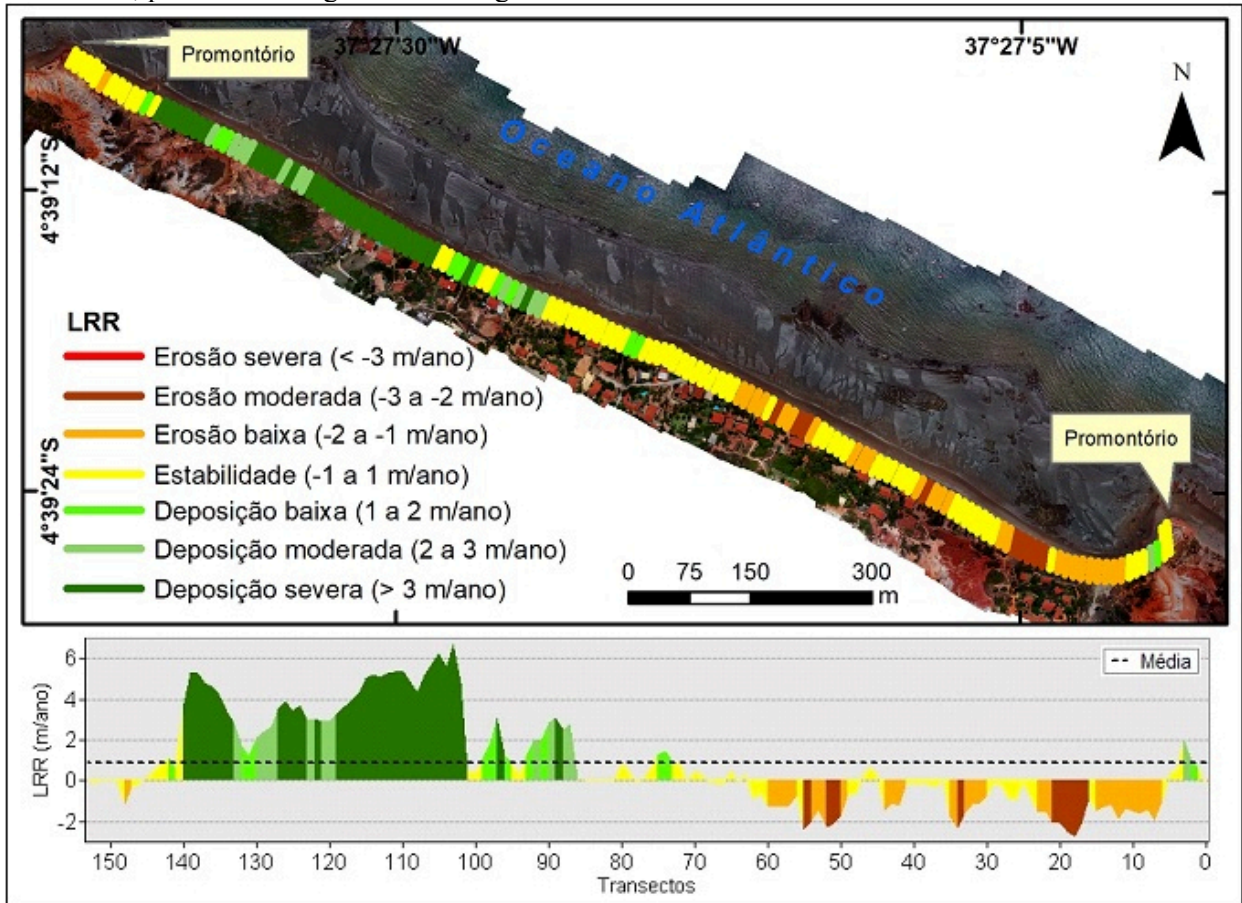 Promontório
37°27'30"W
37°27'5"W
N
Oceano Atlântico
4°39'12"S
4°39'24"S
Promontório
LRR
Erosão severa (< -3 m/ano)
Erosão moderada (-3 a -2 m/ano)
Erosão baixa (-2 a -1 m/ano)
Estabilidade (-1 a 1 m/ano)
Deposição baixa (1 a 2 m/ano)
Deposição moderada (2 a 3 m/ano)
Deposição severa (> 3 m/ano)
0 75 150 300
m
Média
LRR (m/ano)
6
4
2
0
-2
150 140 130 120 110 100 90 80 70 60 50 40 30 20 10 0
Transectos